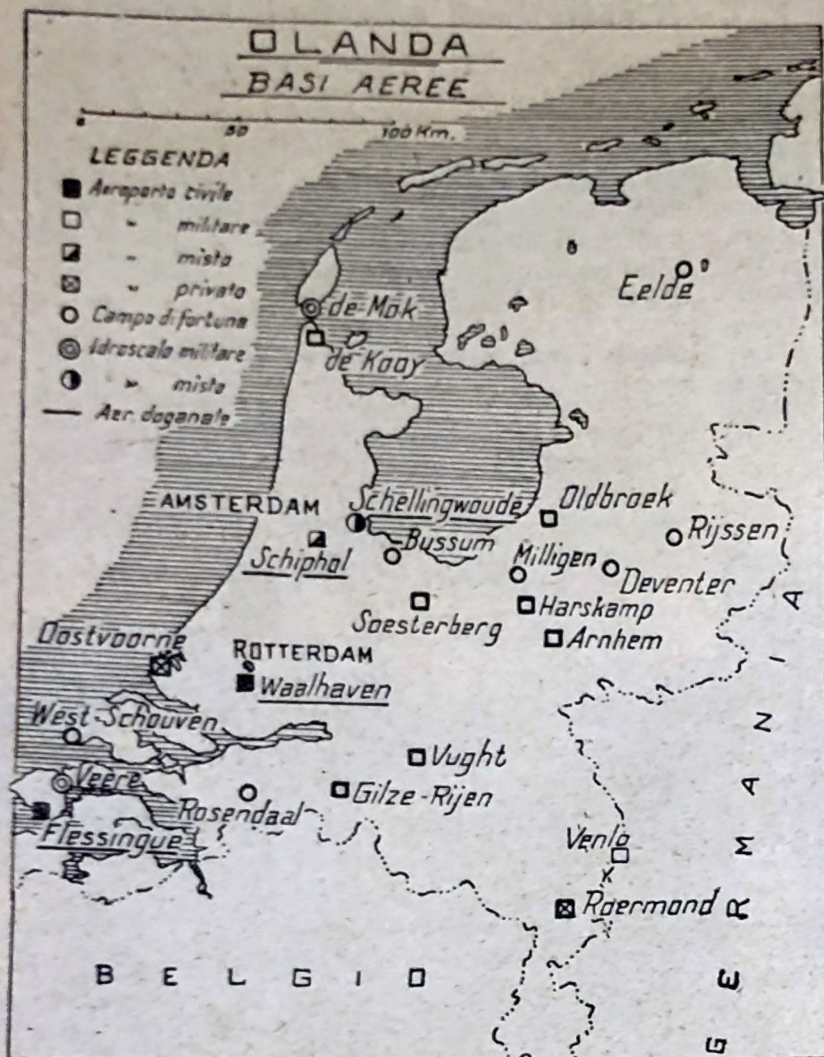 OLANDA
BASI AEREE
0 50 100 Km.
LEGGENDA
Aeroporto civile
" militare
" misto
" privato
Campo di fortuna
Idroscalo militare
" misto
Aer. doganale
Eelde
de-Mok
de Kooy
AMSTERDAM
Schellingwoude
Oldbroek
Schiphol
Bussum
Milligen
Rijssen
Deventer
Soesterberg
Harskamp
Arnhem
Oostvoorne
ROTTERDAM
Waalhaven
West-Schouven
Vught
Veere
Rosendaal
Gilze-Rijen
Flessingue
Venlo
Roermond
BELGIO
GERMANIA